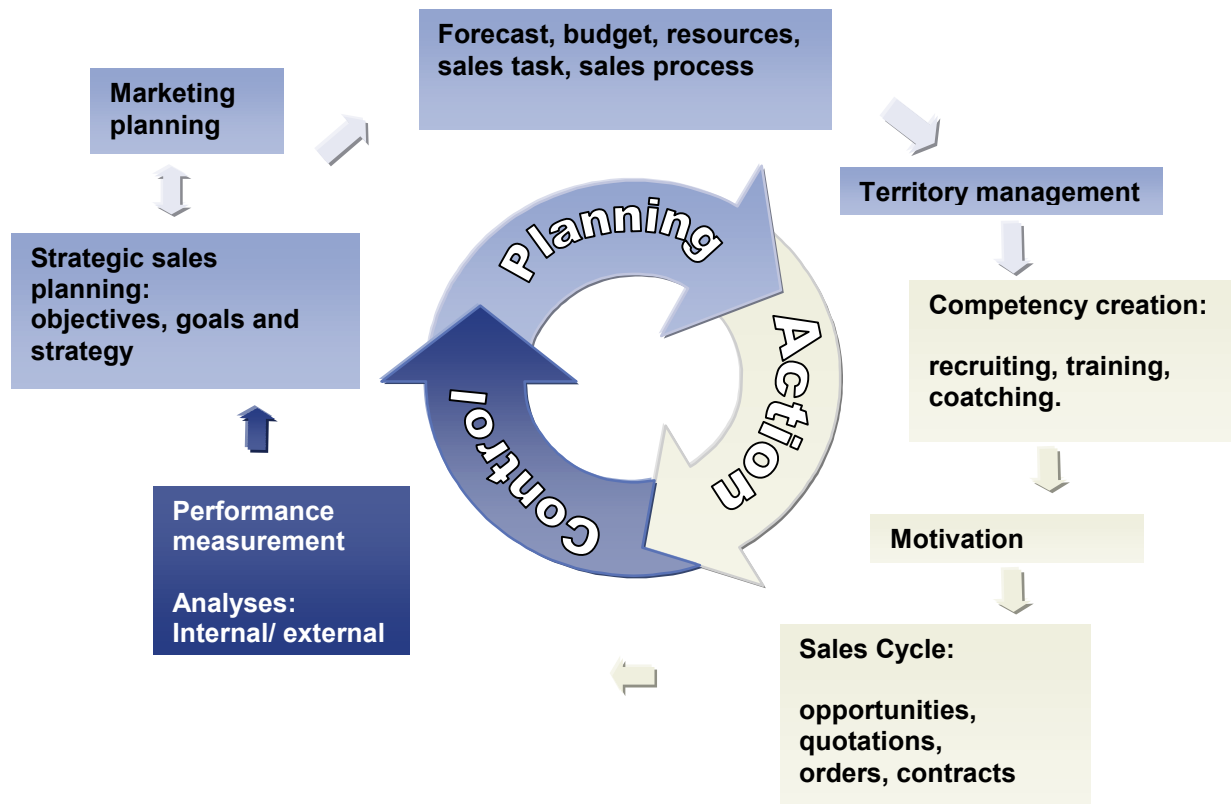 Forecast, budget, resources,
sales task, sales process
Marketing
planning
Territory management
Strategic sales
planning:
objectives, goals and
strategy
Planning
Action
Control
Competency creation:
recruiting, training,
coatching.
Performance
measurement
Analyses:
Internal/ external
Motivation
Sales Cycle:
opportunities,
quotations,
orders, contracts